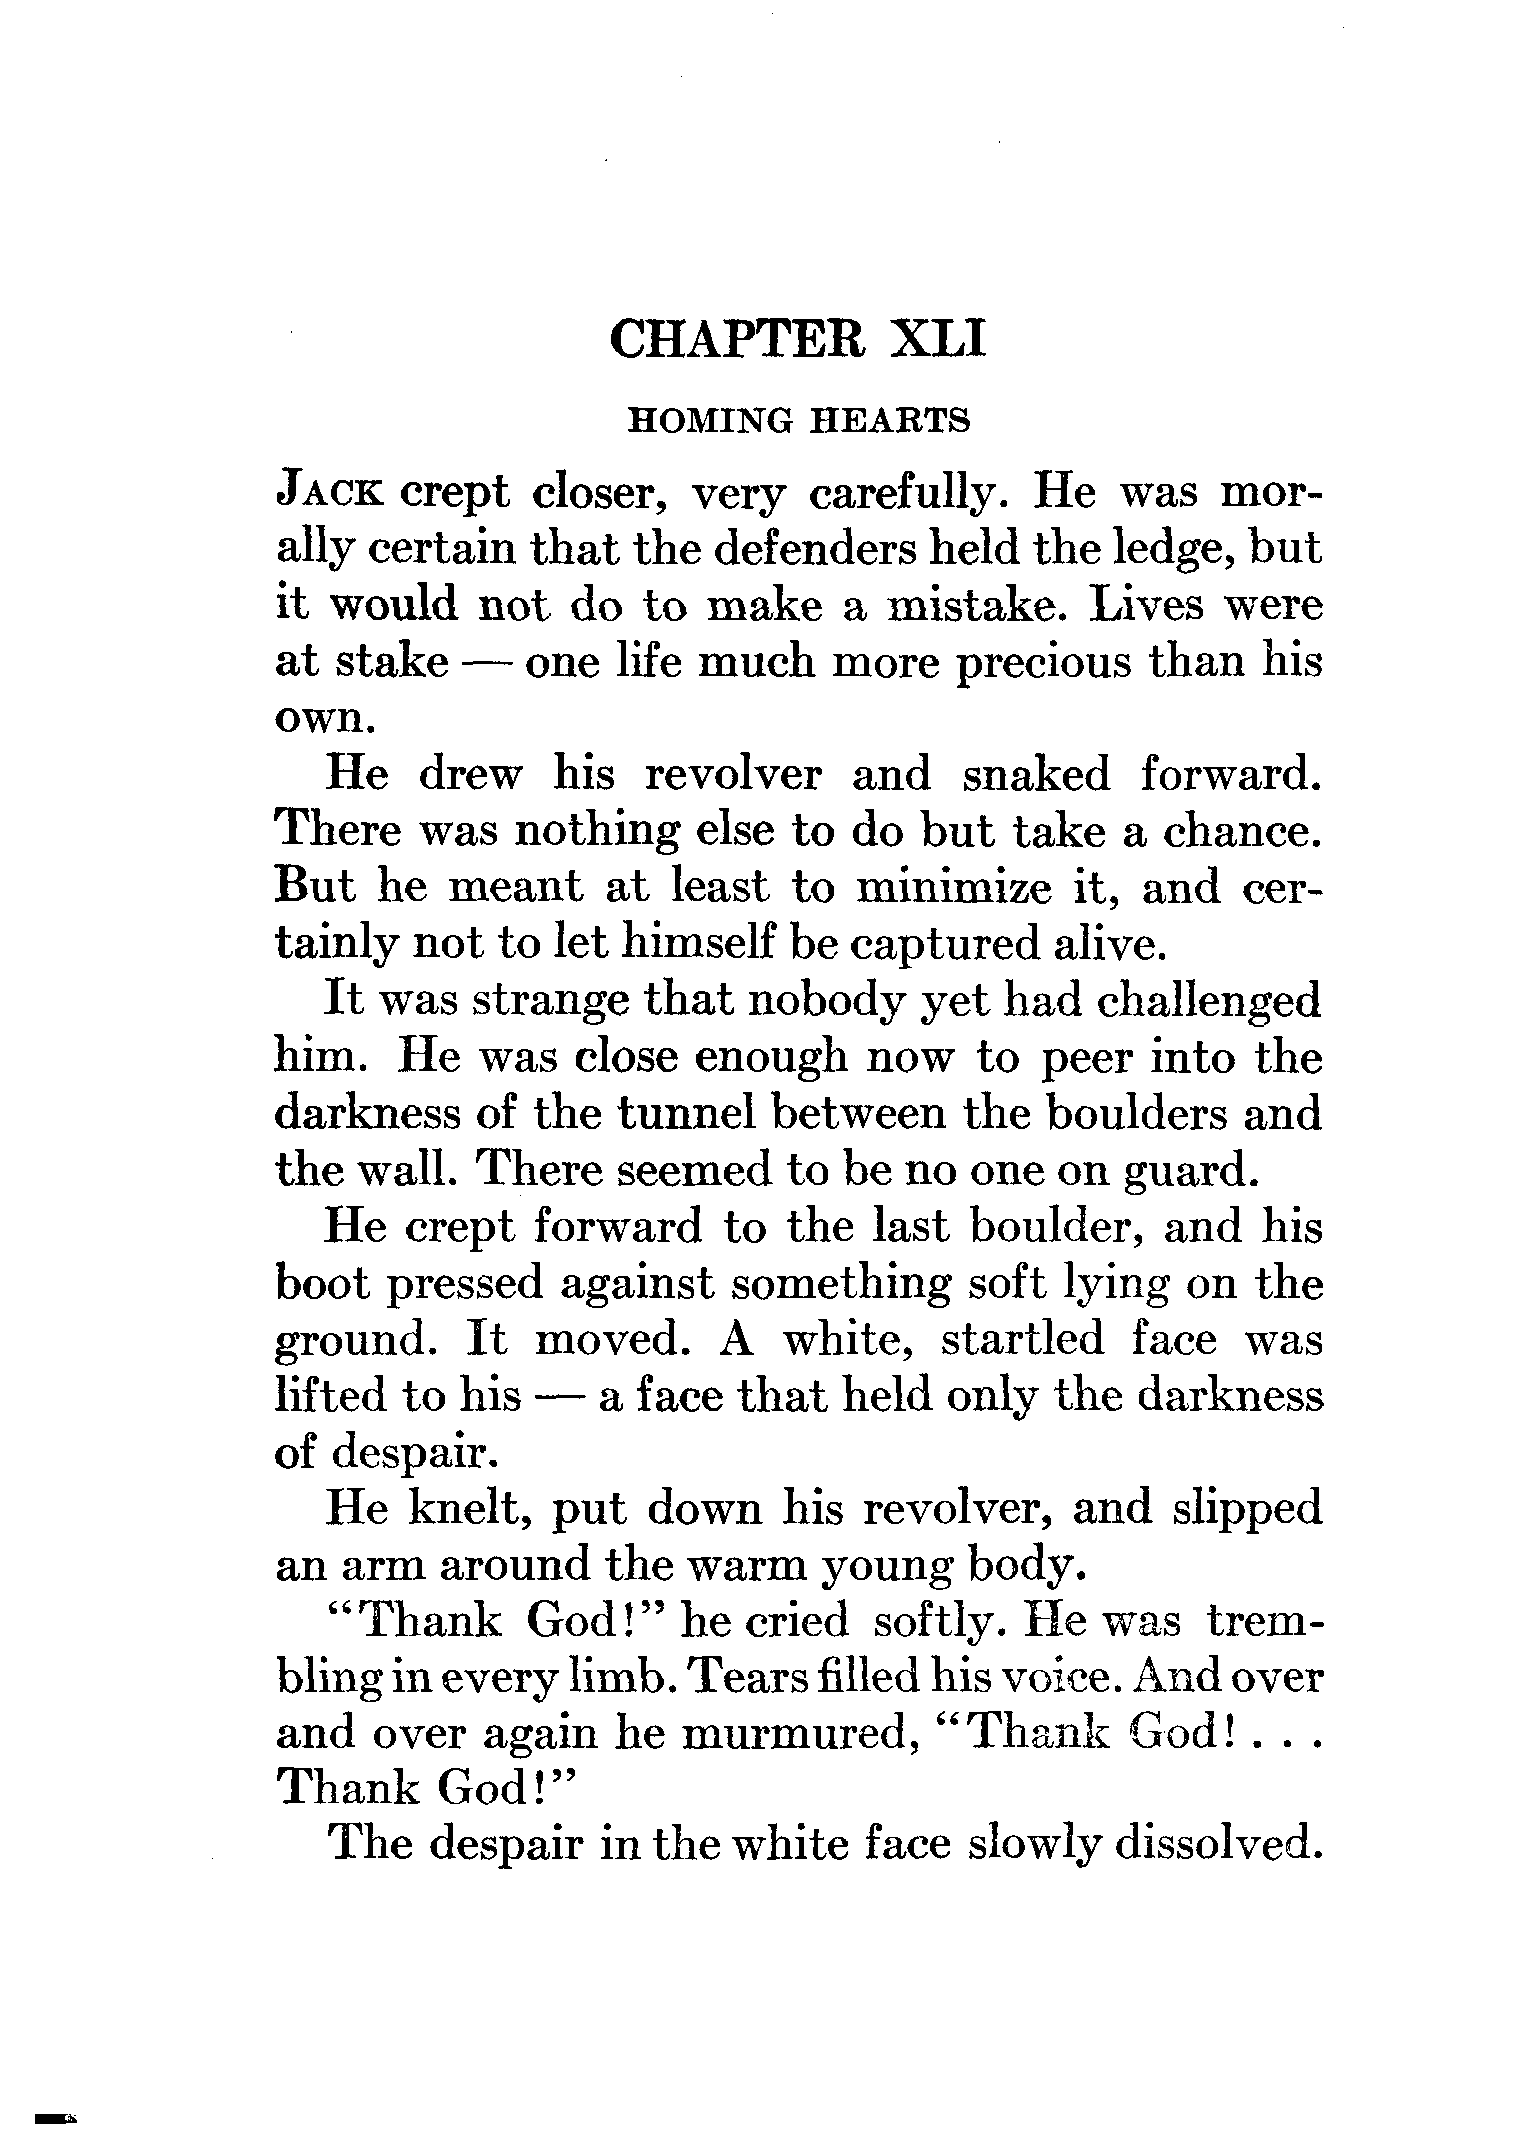 CHAPTER XLI
HOMING HEARTS
JACK crept closer, very carefully. He was mor-
ally certain that the defenders held the ledge, but
it would not do to make a mistake. Lives were
at stake — one life much more precious than his
own.
He drew his revolver and snaked forward.
There was nothing else to do but take a chance.
But he meant at least to minimize it, and cer-
tainly not to let himself be captured alive.
It was strange that nobody yet had challenged
him. He was close enough now to peer into the
darkness of the tunnel between the boulders and
the wall. There seemed to be no one on guard.
He crept forward to the last boulder, and his
boot pressed against something soft lying on the
ground. It moved. A white, startled face was
lifted to his — a face that held only the darkness
of despair.
He knelt, put down his revolver, and slipped
an arm around the warm young body.
"Thank God!" he cried softly. He was trem-
bling in every limb. Tears filled his voice. And over
and over again he murmured, "Thank God! . . .
Thank God!"
The despair in the white face slowly dissolved.